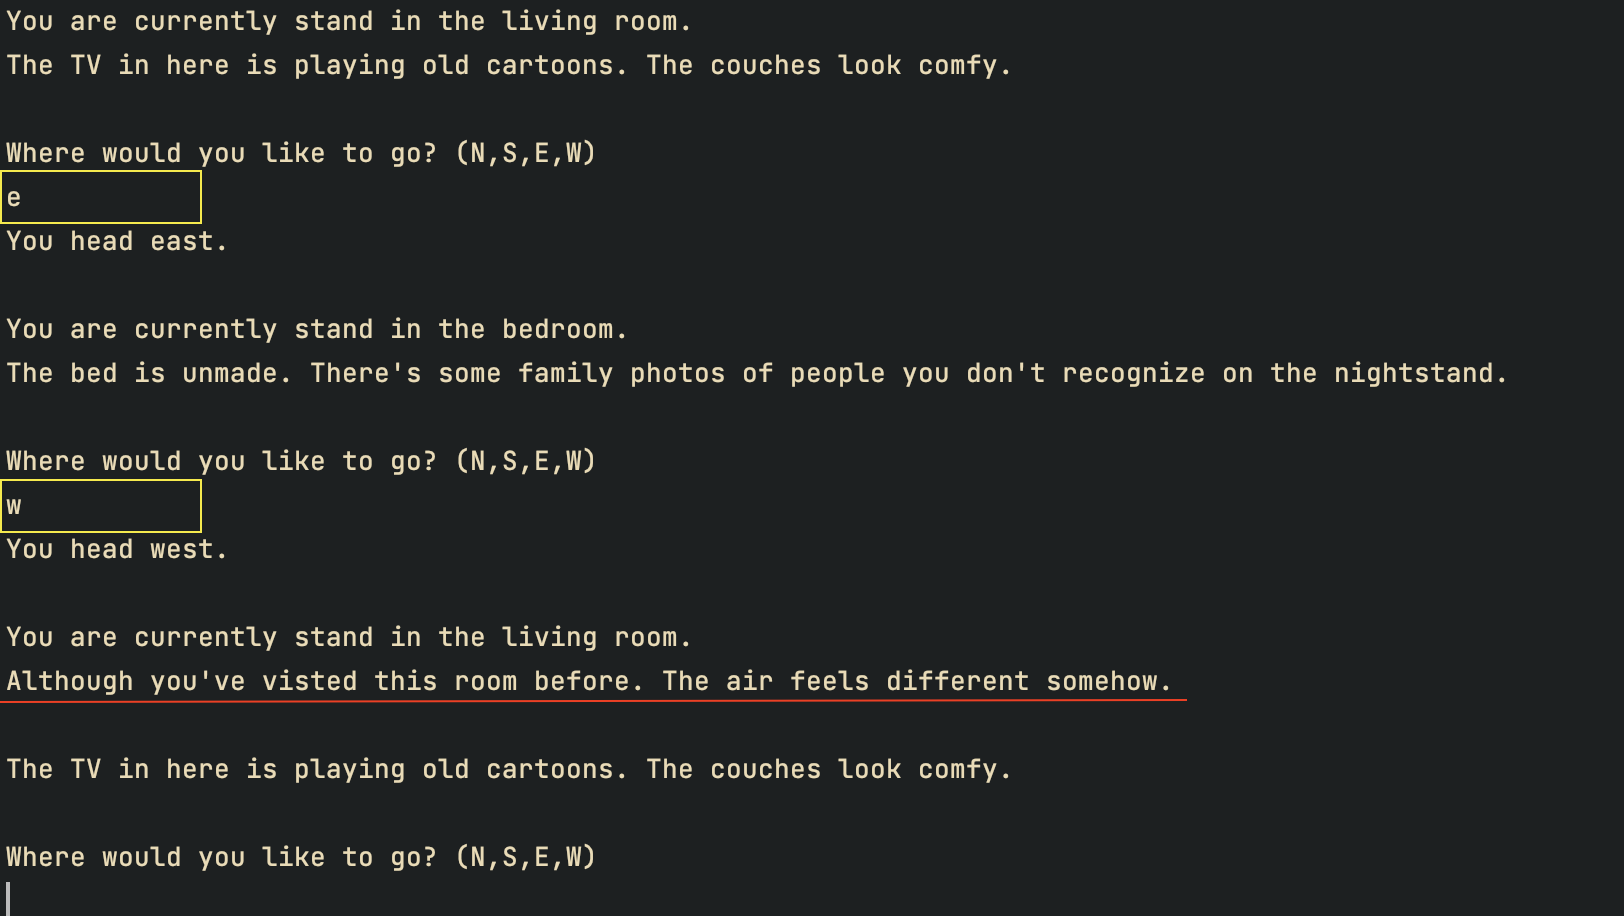 You are currently stand in the living room.
The TV in here is playing old cartoons. The couches look comfy.
Where would you like to go? (N,S,E,W)
e
You head east.
You are currently stand in the bedroom.
The bed is unmade. There's some family photos of people you don't recognize on the nightstand.
Where would you like to go? (N,S,E,W)
w
You head west.
You are currently stand in the living room.
Although you've visted this room before. The air feels different somehow.
The TV in here is playing old cartoons. The couches look comfy.
Where would you like to go? (N,S,E,W)